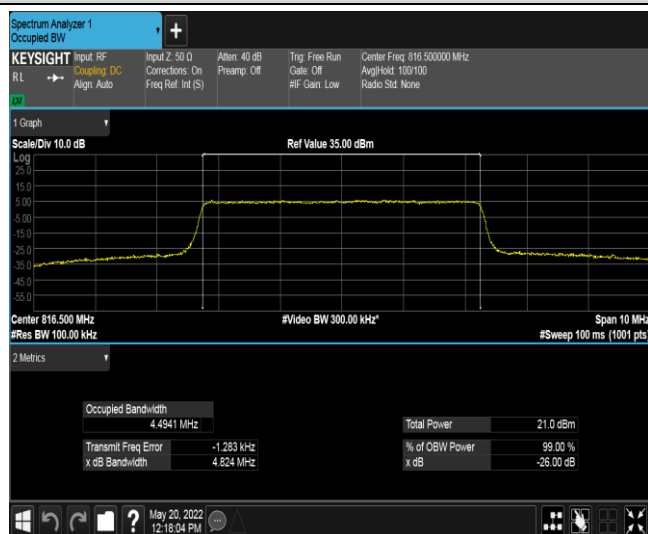 Spectrum Analyzer 1
Occupied BW
KEYSIGHT
RL
LXI
Input: RF
Coupling: DC
Align: Auto
Input Z: 50 Ω
Corrections: On
Freq Ref: Int (S)
Atten: 40 dB
Preamp: Off
Trig: Free Run
Gate: Off
#IF Gain: Low
Center Freq: 816.500000 MHz
Avg|Hold: 100/100
Radio Std: None
1 Graph
Scale/Div 10.0 dB
Ref Value 35.00 dBm
Log
25.0
15.0
5.00
-5.00
-15.0
-25.0
-35.0
-45.0
-55.0
Center 816.500 MHz
#Video BW 300.00 kHz*
Span 10 MHz
#Res BW 100.00 kHz
#Sweep 100 ms (1001 pts)
2 Metrics
Occupied Bandwidth
4.4941 MHz
Total Power 21.0 dBm
Transmit Freq Error -1.283 kHz
% of OBW Power 99.00 %
x dB Bandwidth 4.824 MHz
x dB -26.00 dB
May 20, 2022
12:18:04 PM